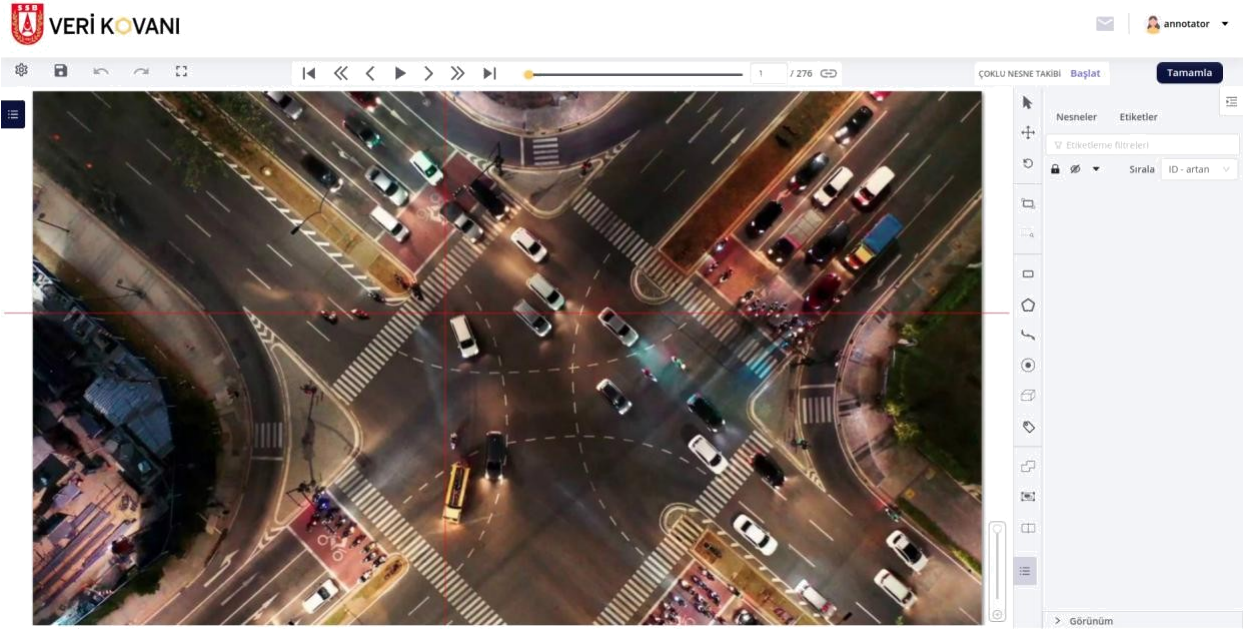 SSB
VERİ KOVANI
annotator
1 / 276
ÇOKLU NESNE TAKİBİ Başlat
Tamamla
Nesneler Etiketler
Etiketleme filtreleri
Sırala ID - artan
Görünüm